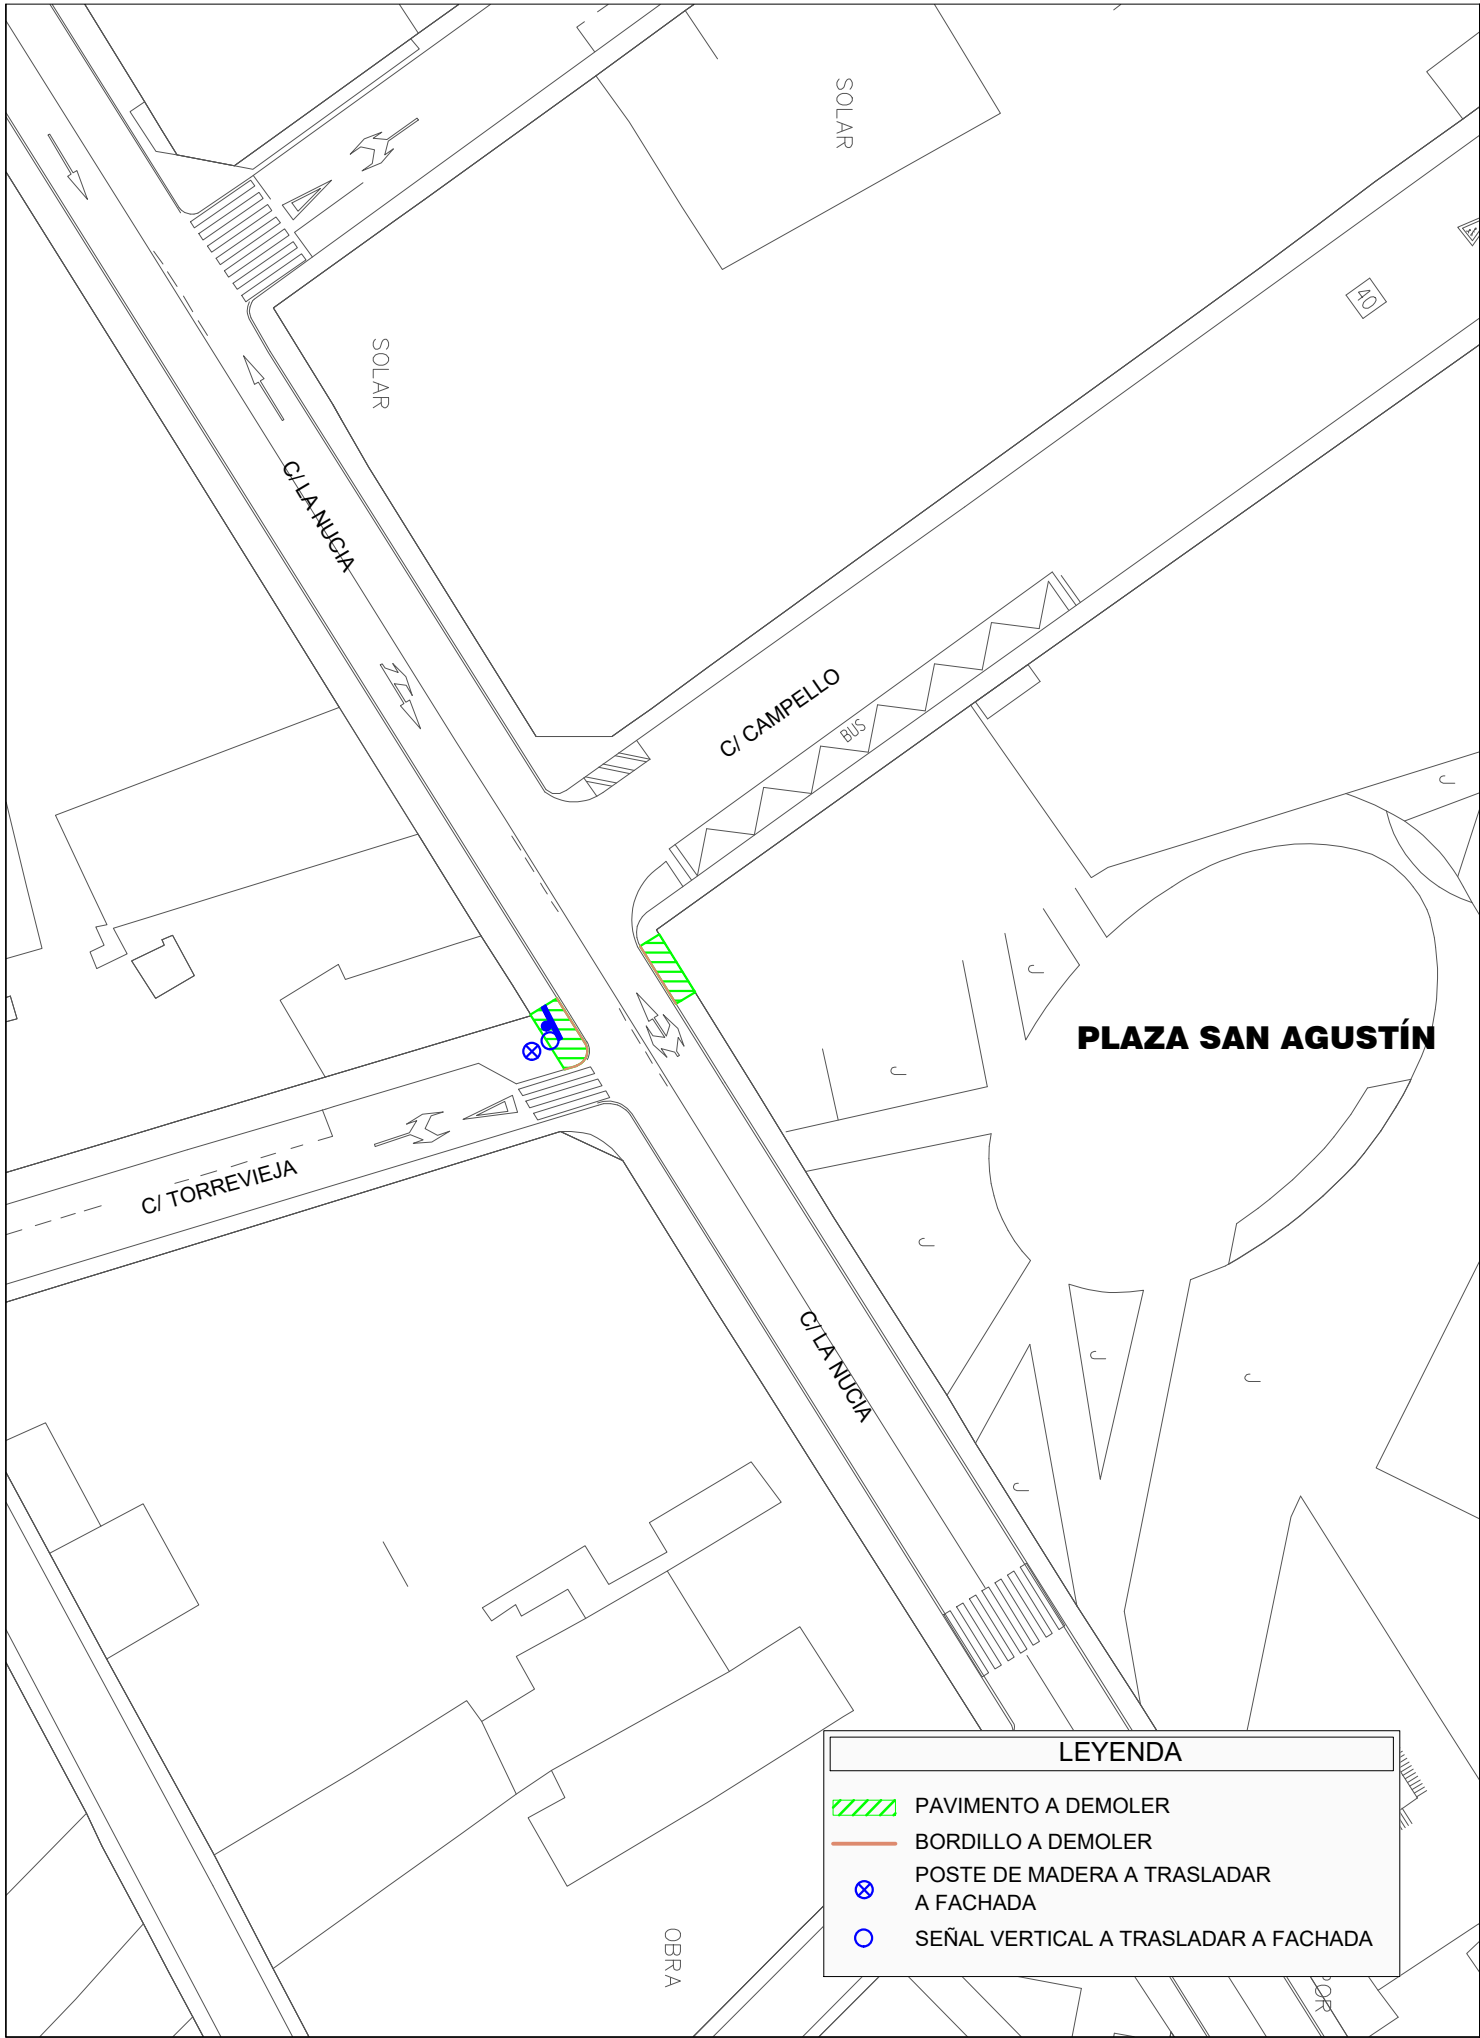 SOLAR
40
SOLAR
C/ LA NUCIA
C/ CAMPELLO
BUS
J
J
PLAZA SAN AGUSTÍN
J
C/ TORREVIEJA
J
C/ LA NUCIA
J
J
J
LEYENDA
PAVIMENTO A DEMOLER
BORDILLO A DEMOLER
POSTE DE MADERA A TRASLADAR
A FACHADA
SEÑAL VERTICAL A TRASLADAR A FACHADA
OBRA